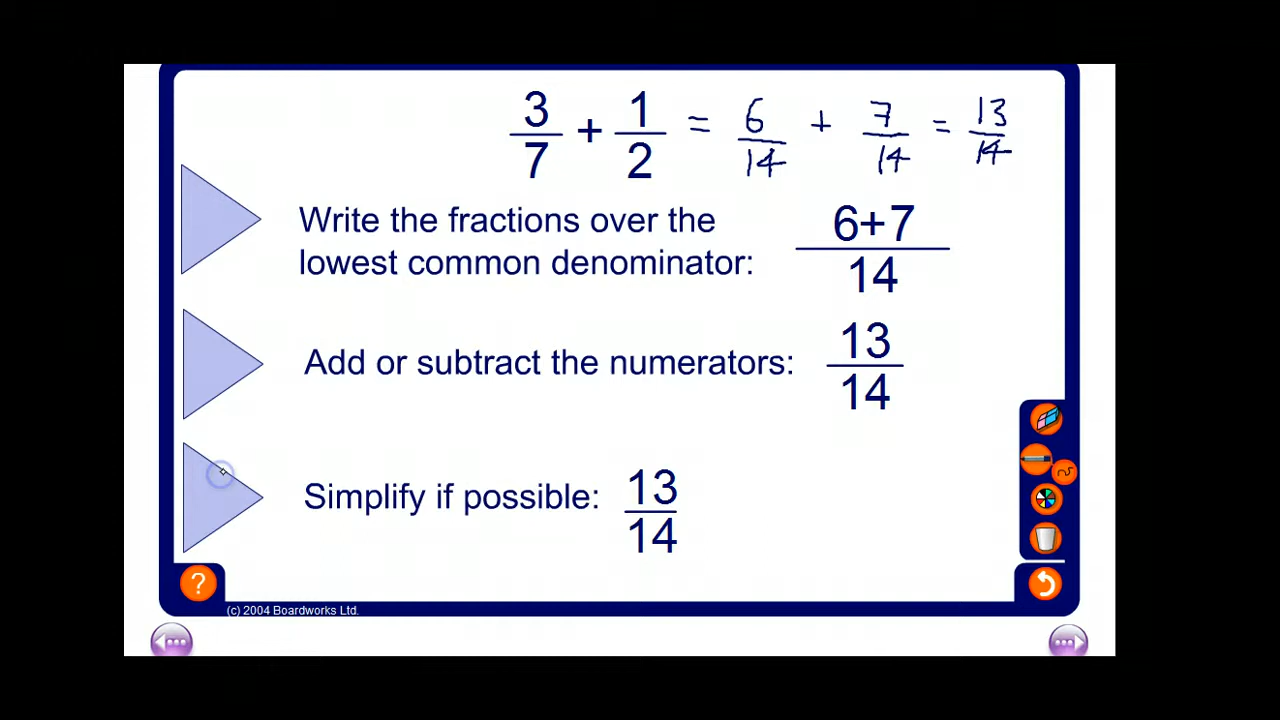 3/7 + 1/2 = 6/14 + 7/14 = 13/14
Write the fractions over the
lowest common denominator:
6+7/14
Add or subtract the numerators: 13/14
Simplify if possible: 13/14
?
(c) 2004 Boardworks Ltd.